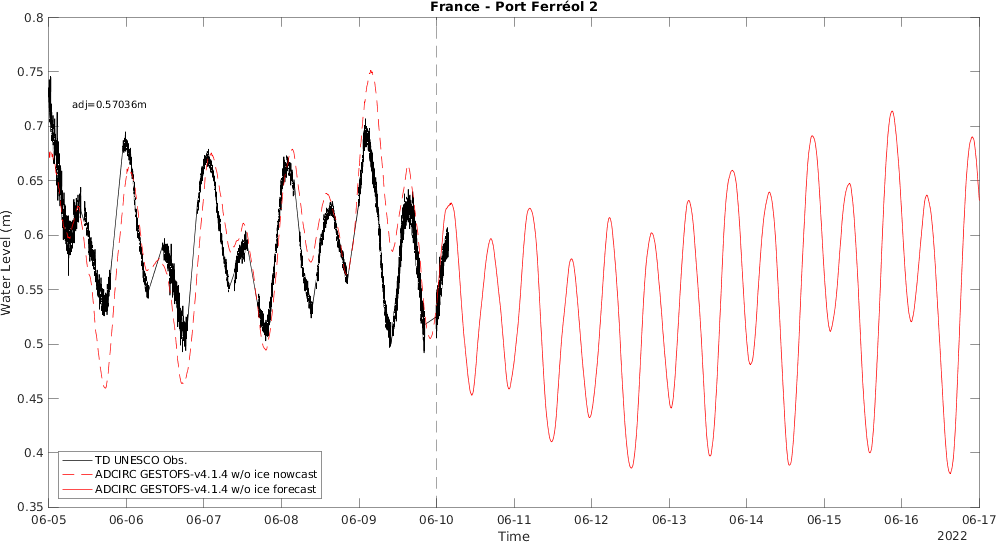 France - Port Ferréol 2
0.8
0.75
0.7
0.65
0.6
0.55
0.5
0.45
0.4
0.35
Water Level (m)
adj=0.57036m
TD UNESCO Obs.
ADCIRC GESTOFS-v4.1.4 w/o ice nowcast
ADCIRC GESTOFS-v4.1.4 w/o ice forecast
06-05 06-06 06-07 06-08 06-09 06-10 06-11 06-12 06-13 06-14 06-15 06-16 06-17
Time
2022